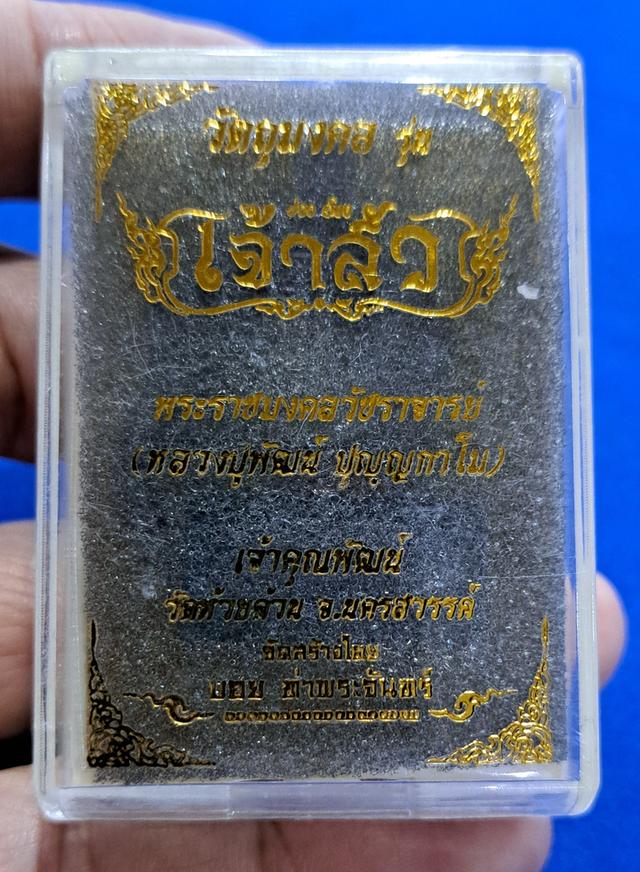 วัตถุมงคล รุ่น
เจ้าสัว
พระราชมงคลวัชราจารย์
(หลวงปู่พัฒน์ ปุญฺญกาโม)
เจ้าคุณพัฒน์
วัดห้วยด้วน จ.นครสวรรค์
จัดสร้างโดย
บอย ท่าพระจันทร์